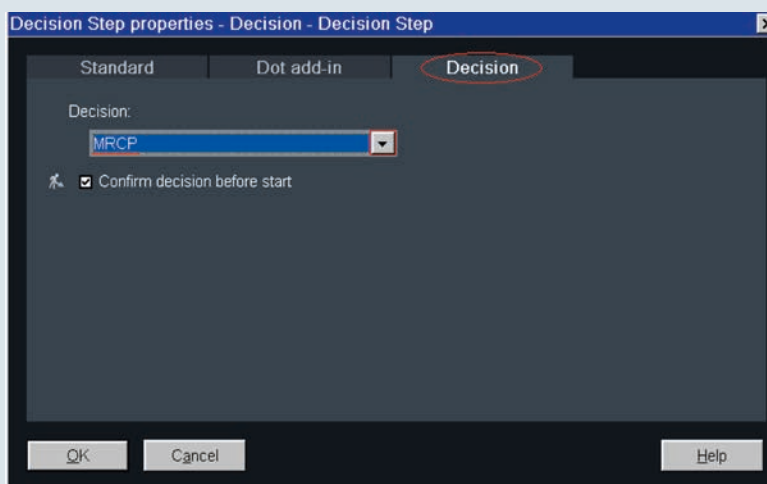 Decision Step properties - Decision - Decision Step
Standard
Dot add-in
Decision
Decision:
MRCP
Confirm decision before start
OK
Cancel
Help